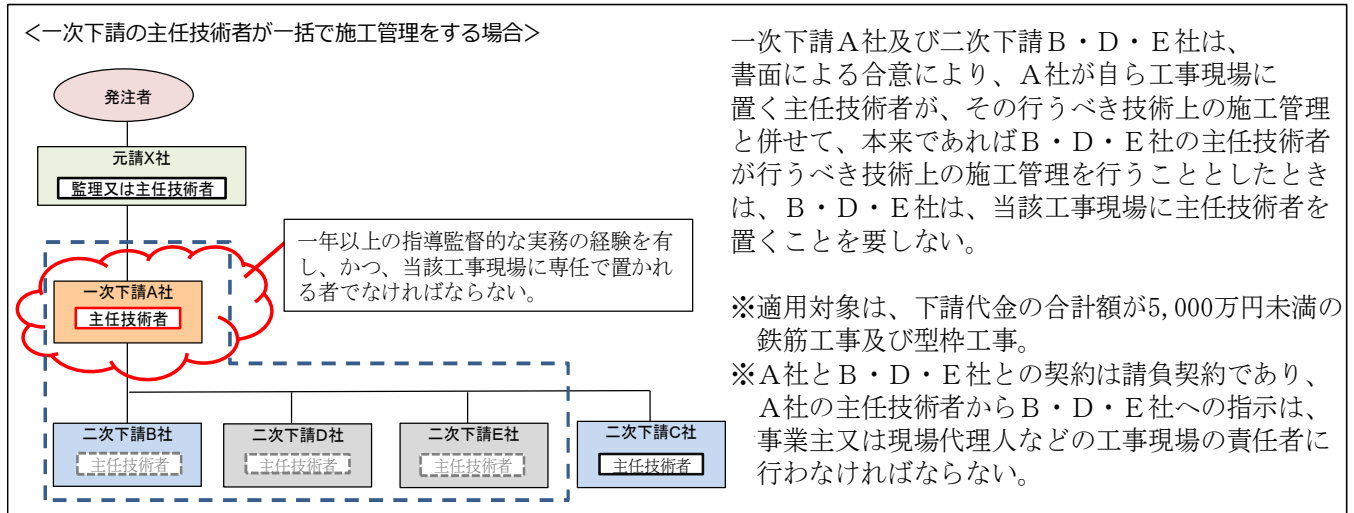 ＜一次下請の主任技術者が一括で施工管理をする場合＞
発注者
元請X社
監理又は主任技術者
一年以上の指導監督的な実務の経験を有
し、かつ、当該工事現場に専任で置かれ
る者でなければならない。
一次下請A社
主任技術者
二次下請B社
主任技術者
二次下請D社
主任技術者
二次下請E社
主任技術者
二次下請C社
主任技術者
一次下請Ａ社及び二次下請Ｂ・Ｄ・Ｅ社は、
書面による合意により、Ａ社が自ら工事現場に
置く主任技術者が、その行うべき技術上の施工管理
と併せて、本来であればＢ・Ｄ・Ｅ社の主任技術者
が行うべき技術上の施工管理を行うこととしたとき
は、Ｂ・Ｄ・Ｅ社は、当該工事現場に主任技術者を
置くことを要しない。
※適用対象は、下請代金の合計額が5,000万円未満の
鉄筋工事及び型枠工事。
※Ａ社とＢ・Ｄ・Ｅ社との契約は請負契約であり、
Ａ社の主任技術者からＢ・Ｄ・Ｅ社への指示は、
事業主又は現場代理人などの工事現場の責任者に
行わなければならない。